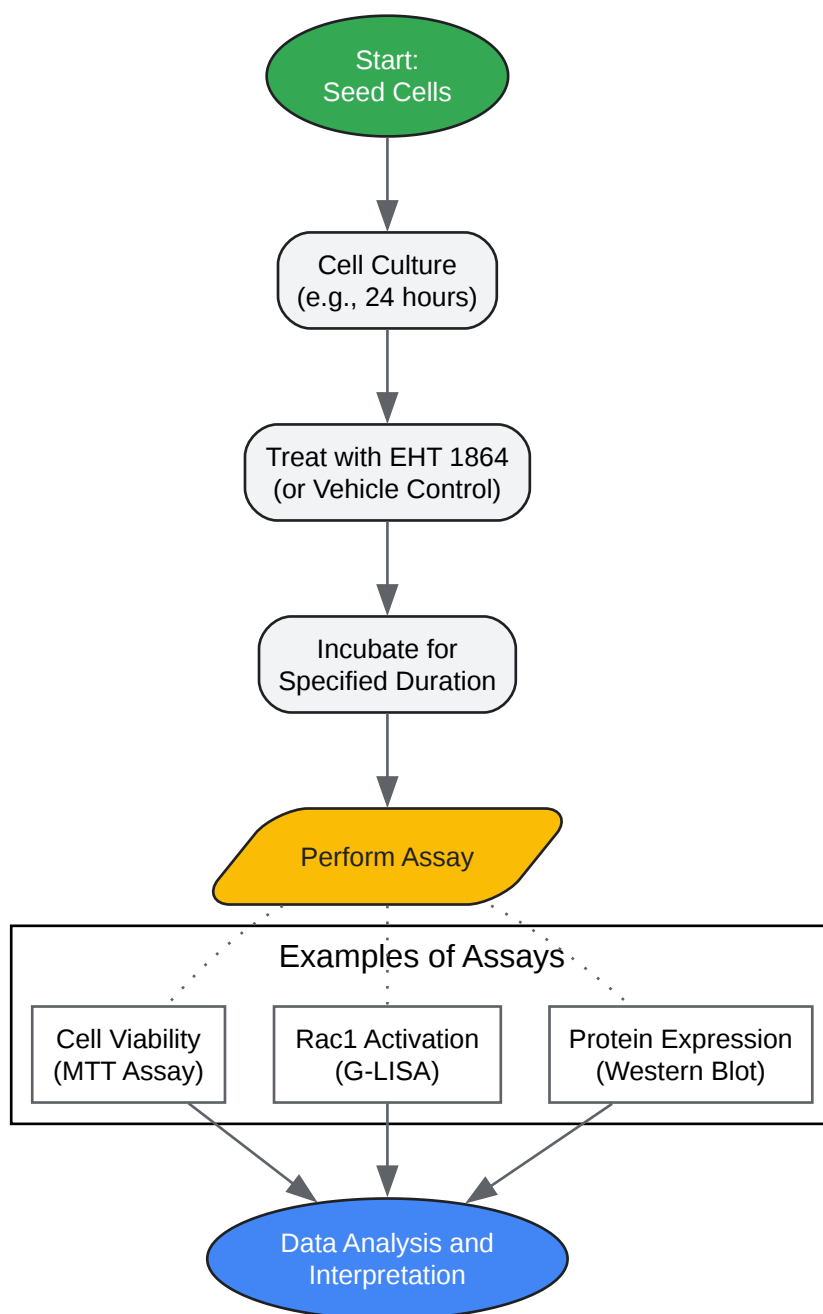 Start:
Seed Cells
Cell Culture
(e.g., 24 hours)
Treat with EHT 1864
(or Vehicle Control)
Incubate for
Specified Duration
Perform Assay
Examples of Assays
Cell Viability
(MTT Assay)
Rac1 Activation
(G-LISA)
Protein Expression
(Western Blot)
Data Analysis and
Interpretation